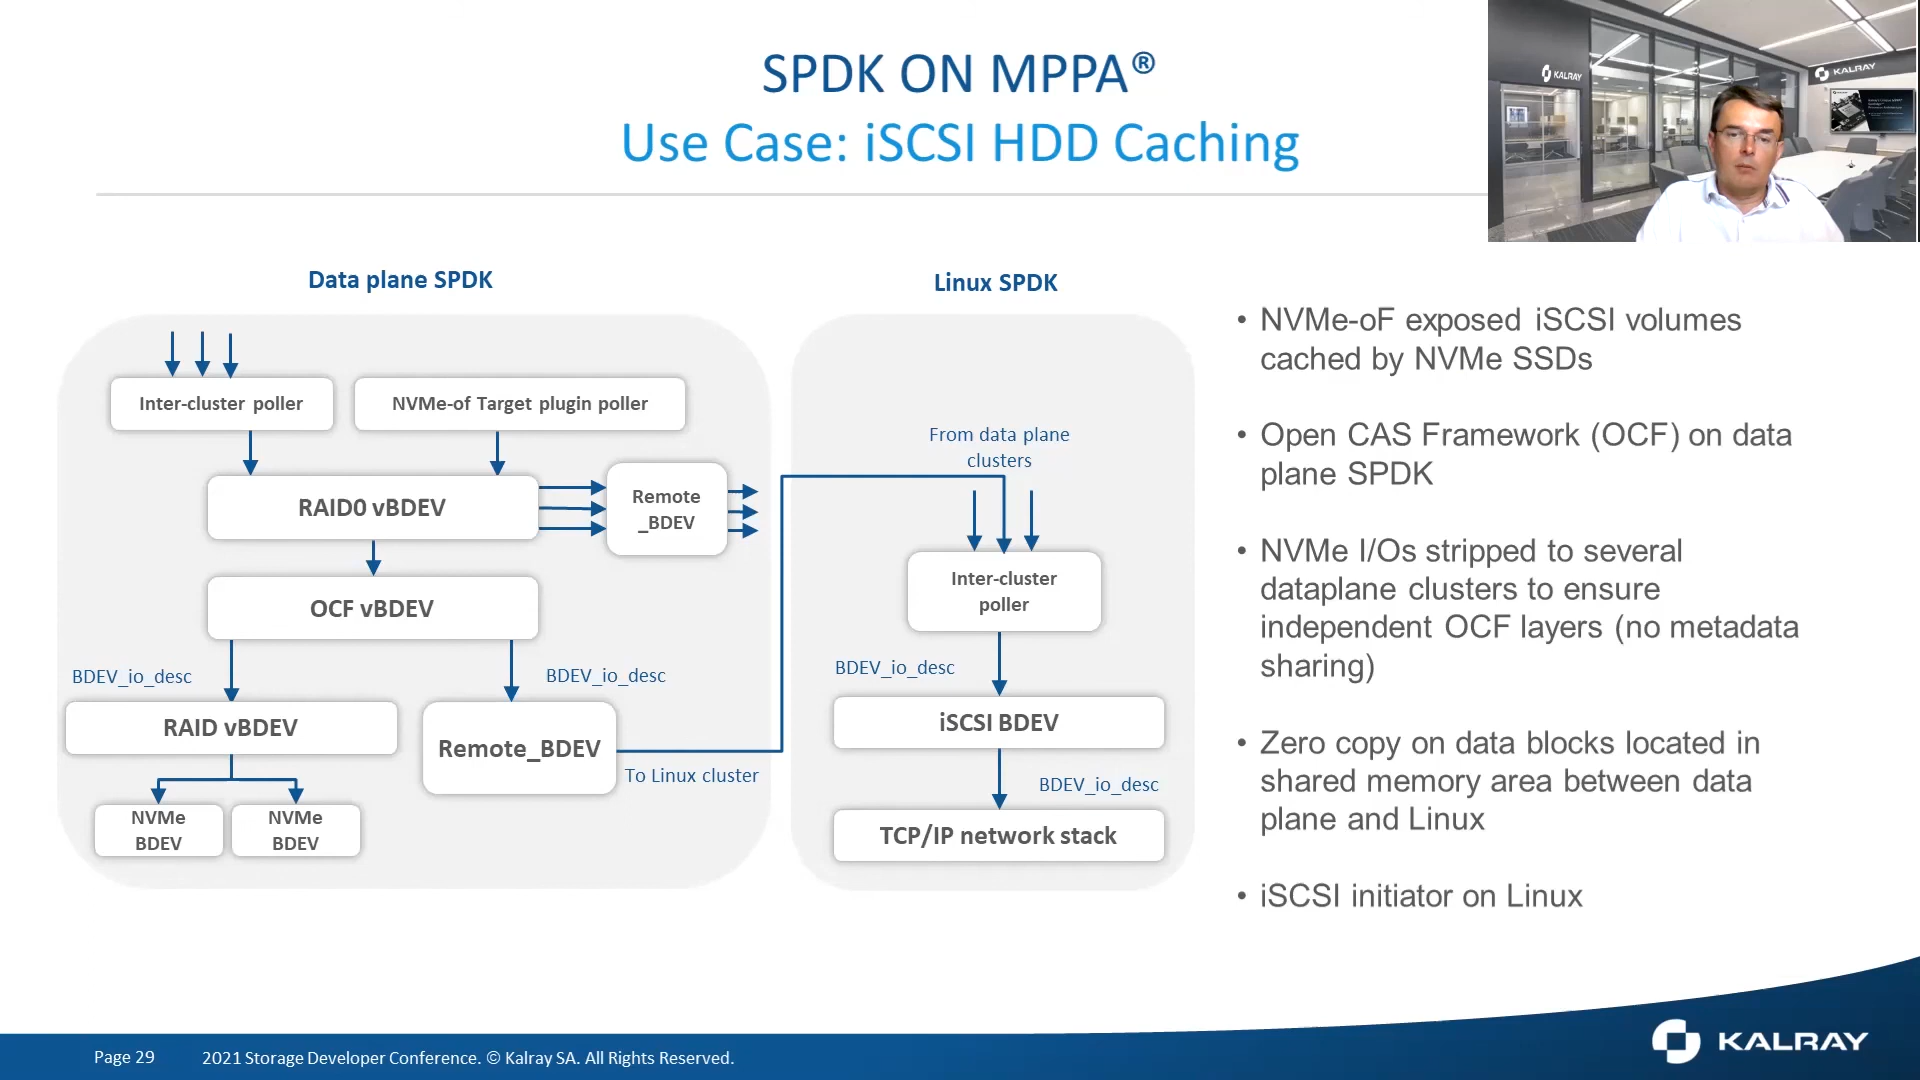 SPDK ON MPPA®
Use Case: iSCSI HDD Caching
KALRAY
KALRAY
Data plane SPDK
Inter-cluster poller
NVMe-of Target plugin poller
RAID0 vBDEV
Remote
_BDEV
OCF vBDEV
BDEV_io_desc
BDEV_io_desc
RAID vBDEV
Remote_BDEV
To Linux cluster
NVMe
BDEV
NVMe
BDEV
Linux SPDK
From data plane
clusters
Inter-cluster
poller
BDEV_io_desc
iSCSI BDEV
BDEV_io_desc
TCP/IP network stack
• NVMe-oF exposed iSCSI volumes
cached by NVMe SSDs
• Open CAS Framework (OCF) on data
plane SPDK
• NVMe I/Os stripped to several
dataplane clusters to ensure
independent OCF layers (no metadata
sharing)
• Zero copy on data blocks located in
shared memory area between data
plane and Linux
• iSCSI initiator on Linux
Page 29
2021 Storage Developer Conference. © Kalray SA. All Rights Reserved.
KALRAY